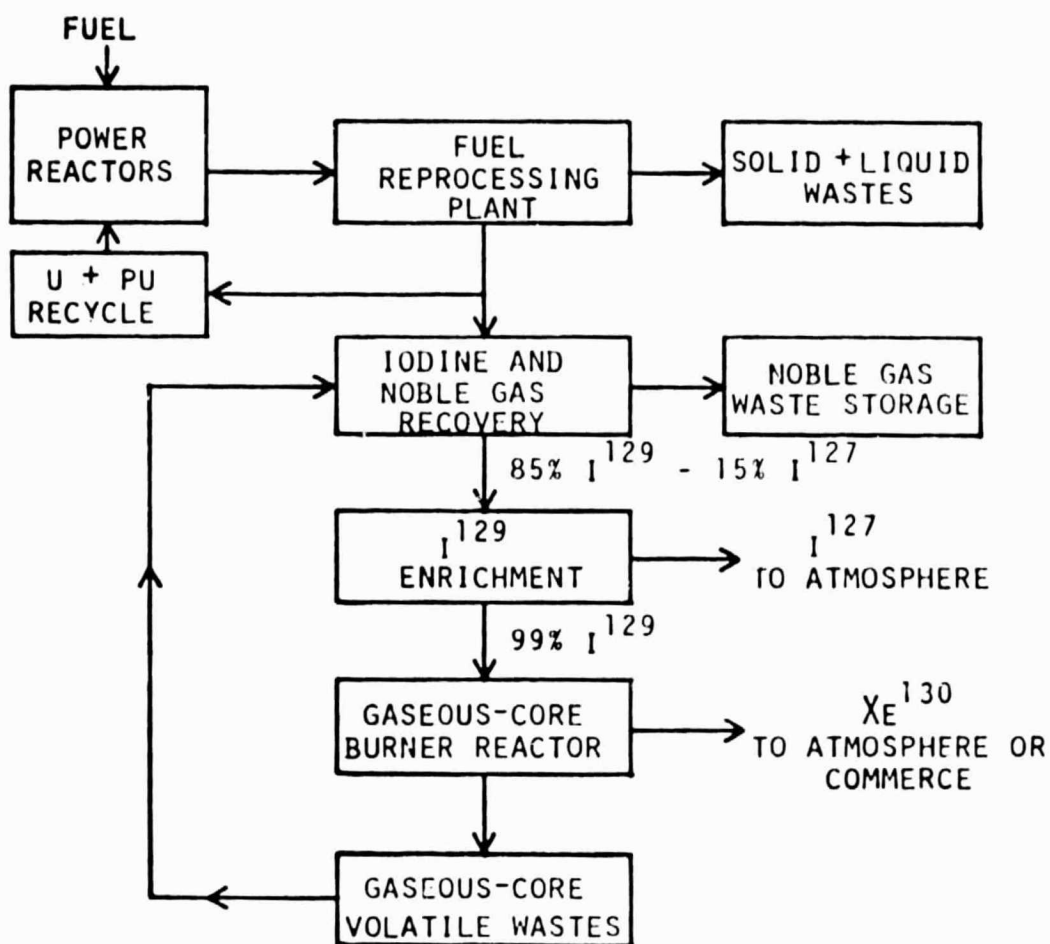 FUEL
POWER
REACTORS
FUEL
REPROCESSING
PLANT
SOLID + LIQUID
WASTES
U + PU
RECYCLE
IODINE AND
NOBLE GAS
RECOVERY
NOBLE GAS
WASTE STORAGE
85% I¹²⁹ - 15% I¹²⁷
I¹²⁹
ENRICHMENT
I¹²⁷
TO ATMOSPHERE
99% I¹²⁹
GASEOUS-CORE
BURNER REACTOR
XE¹³⁰
TO ATMOSPHERE OR
COMMERCE
GASEOUS-CORE
VOLATILE WASTES